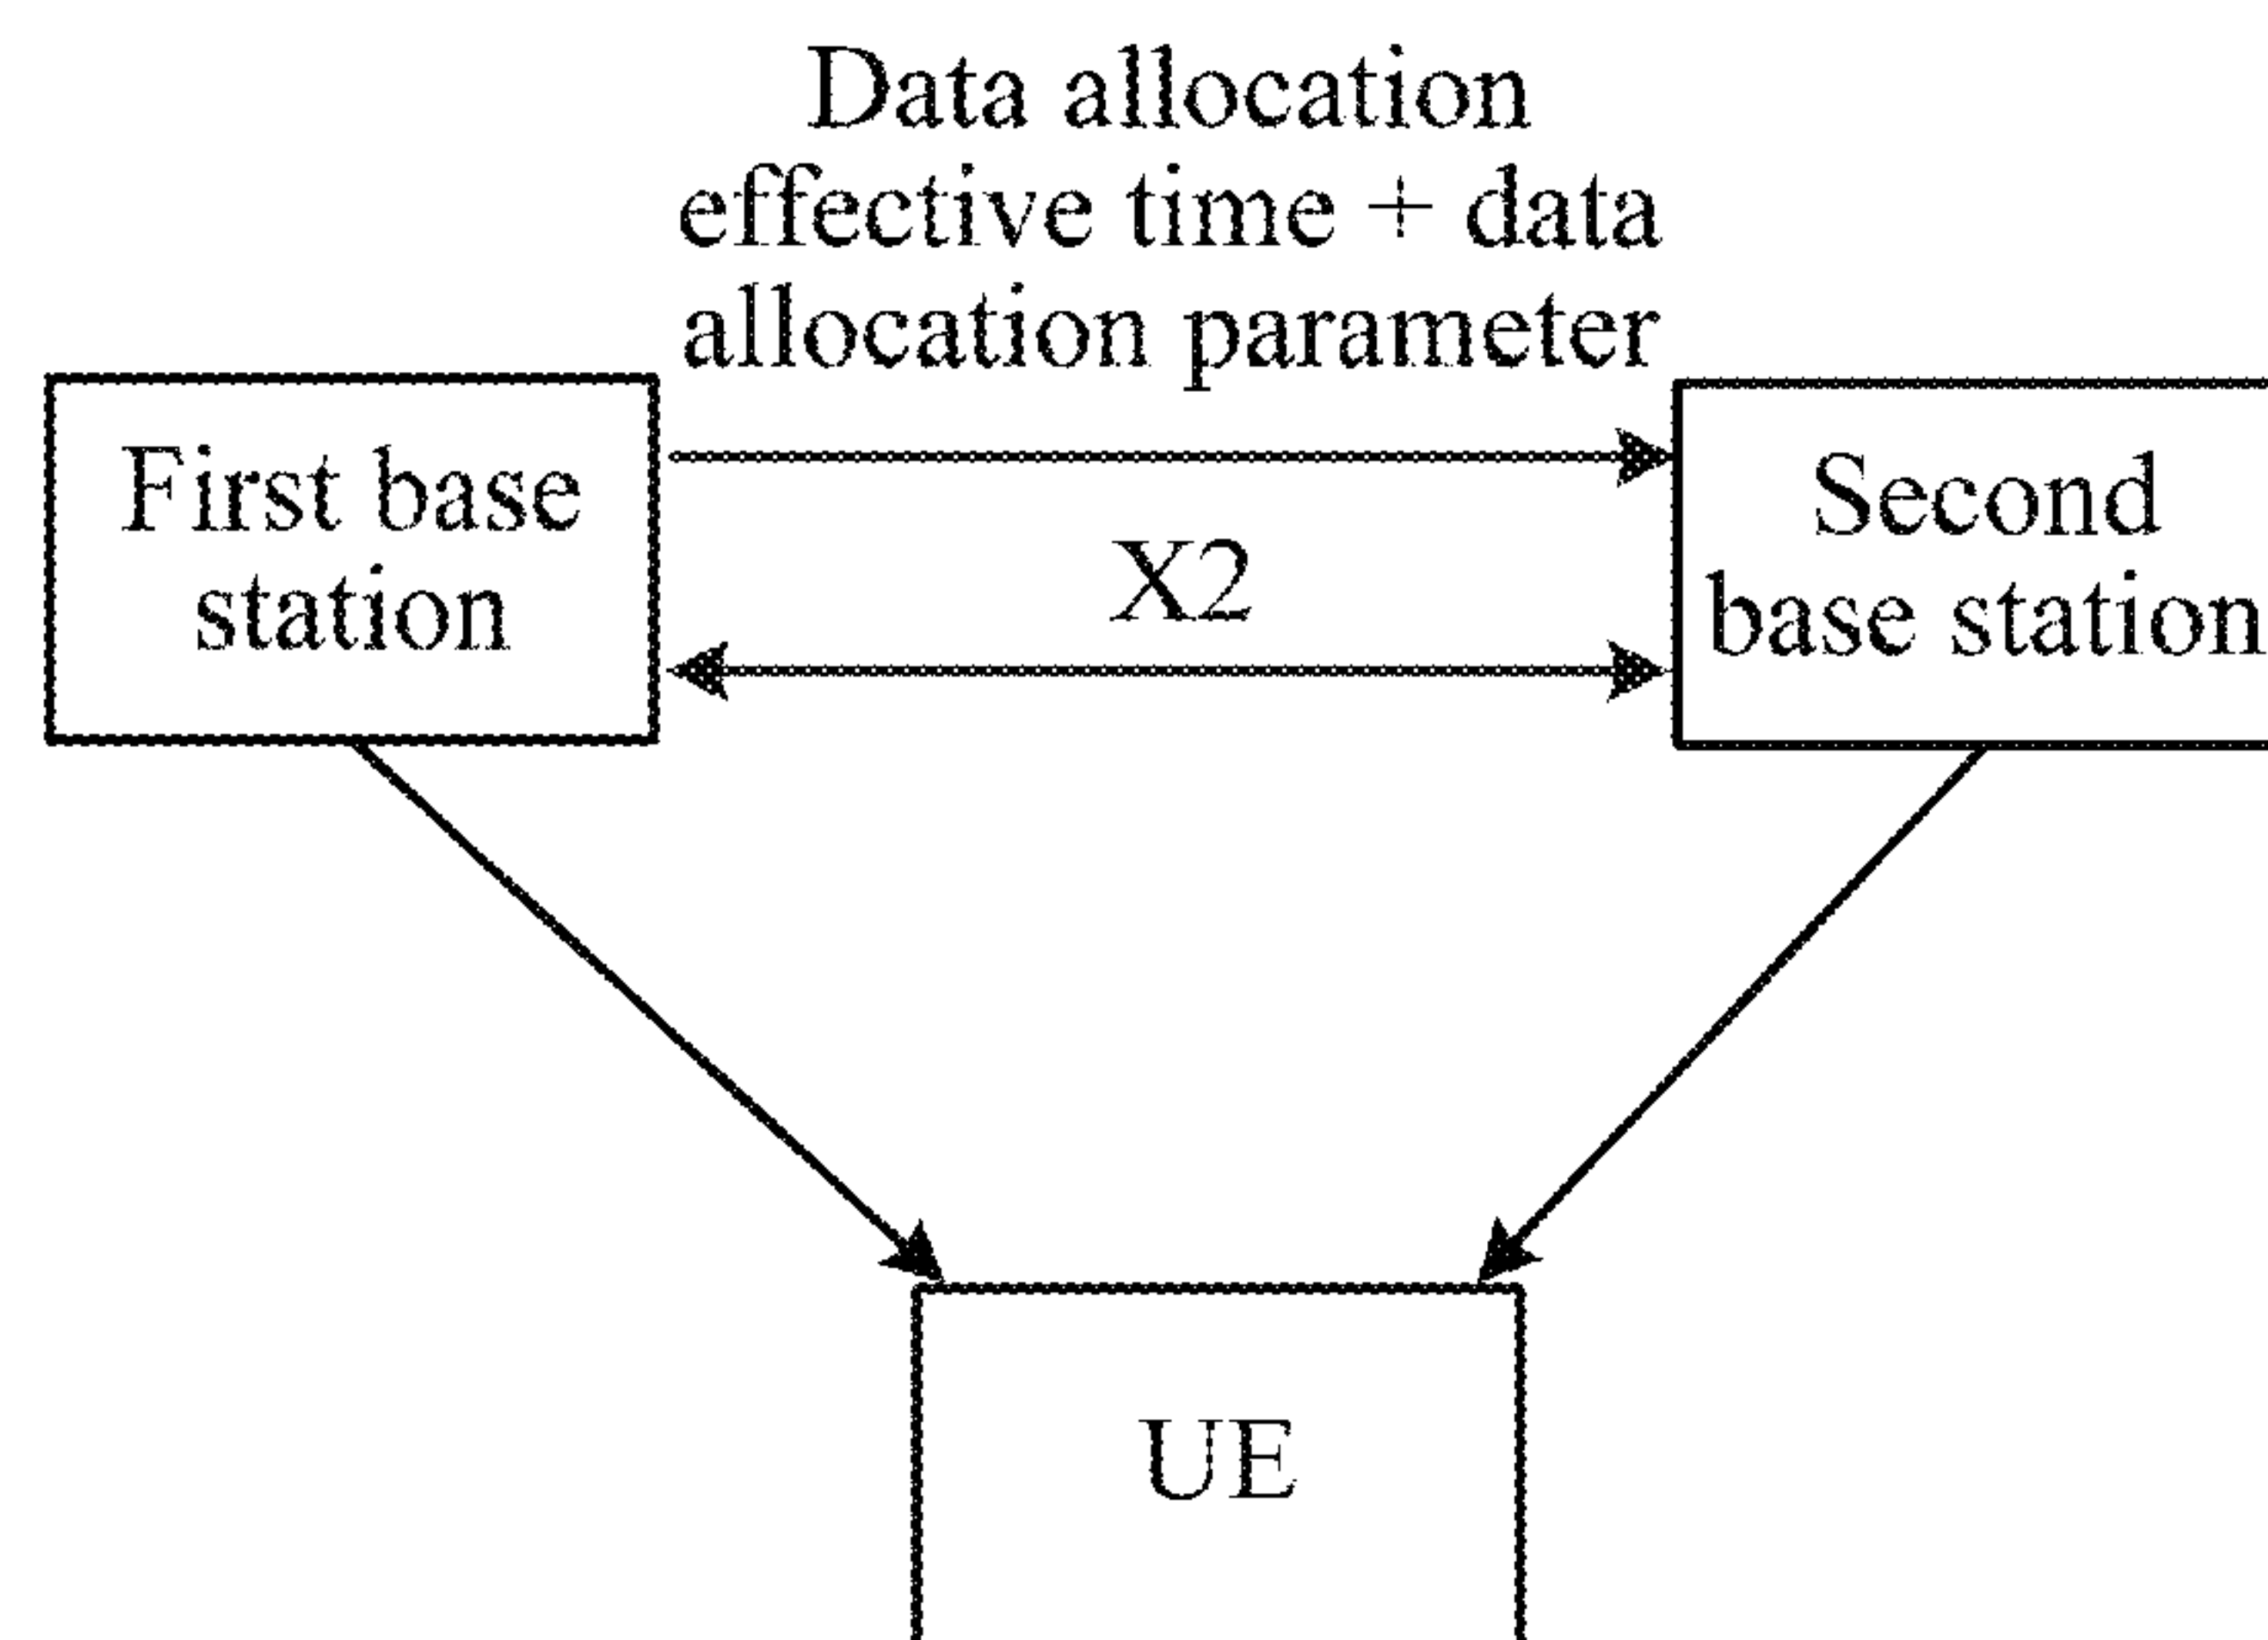 Data allocation
effective time + data
allocation parameter
First base
station
X2
Second
base station
UE